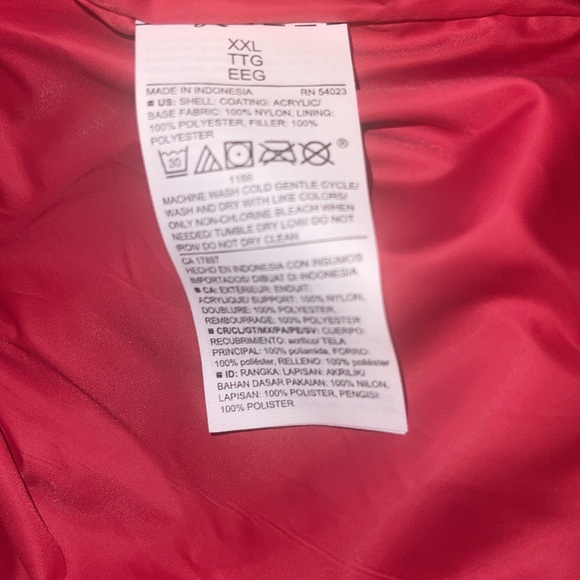 XXL
TTG
EEG
MADE IN INDONESIA RN 54023
■ US: SHELL: COATING: ACRYLIC/
BASE FABRIC: 100% NYLON, LINING:
100% POLYESTER, FILLER: 100%
POLYESTER
30 ®
1166
MACHINE WASH COLD GENTLE CYCLE/
WASH AND DRY WITH LIKE COLORS/
ONLY NON-CHLORINE BLEACH WHEN
NEEDED/ TUMBLE DRY LOW/ DO NOT
IRON/ DO NOT DRY CLEAN
CA 17897
HECHO EN INDONESIA CON INSUMOS
IMPORTADOS/ DIBUAT DI INDONESIA
■ CA: EXTÉRIEUR: ENDUIT:
ACRYLIQUE/ SUPPORT: 100% NYLON,
DOUBLURE: 100% POLYESTER,
REMBOURRAGE: 100% POLYESTER
■ CR/CL/GT/MX/PA/PE/SV: CUERPO:
RECUBRIMIENTO: acrílico/ TELA
PRINCIPAL: 100% poliamida, FORRO:
100% poliéster, RELLENO: 100% poliéster
■ ID: RANGKA: LAPISAN: AKRILIK/
BAHAN DASAR PAKAIAN: 100% NILON,
LAPISAN: 100% POLISTER, PENGISI:
100% POLISTER